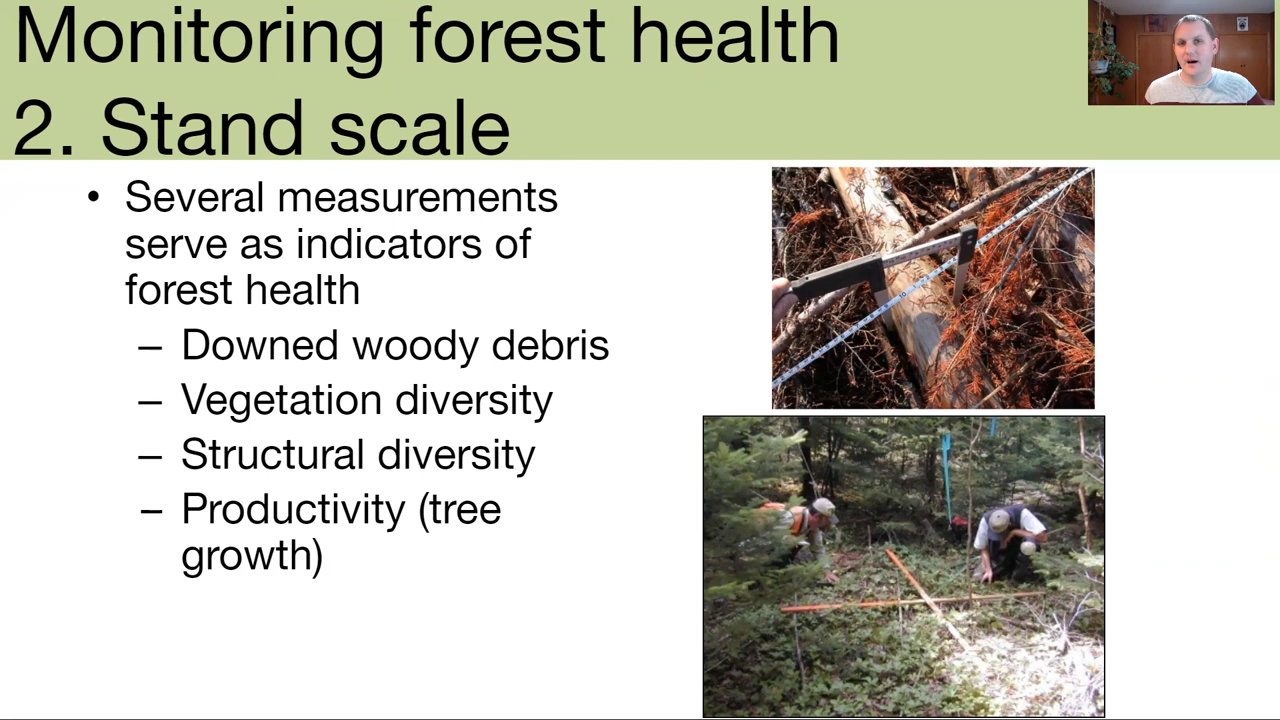 Monitoring forest health
2. Stand scale
• Several measurements
serve as indicators of
forest health
– Downed woody debris
– Vegetation diversity
– Structural diversity
– Productivity (tree
growth)